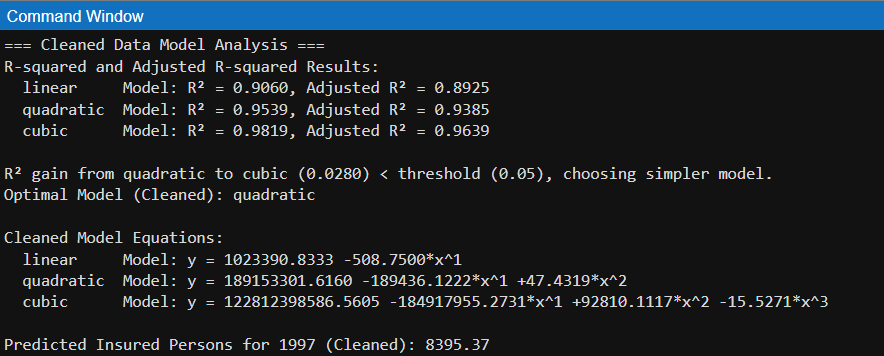 Command Window
=== Cleaned Data Model Analysis ===
R-squared and Adjusted R-squared Results:
  linear     Model: R² = 0.9060, Adjusted R² = 0.8925
  quadratic  Model: R² = 0.9539, Adjusted R² = 0.9385
  cubic      Model: R² = 0.9819, Adjusted R² = 0.9639

R² gain from quadratic to cubic (0.0280) < threshold (0.05), choosing simpler model.
Optimal Model (Cleaned): quadratic

Cleaned Model Equations:
  linear     Model: y = 1023390.8333 -508.7500*x^1
  quadratic  Model: y = 189153301.6160 -189436.1222*x^1 +47.4319*x^2
  cubic      Model: y = 122812398586.5605 -184917955.2731*x^1 +92810.1117*x^2 -15.5271*x^3

Predicted Insured Persons for 1997 (Cleaned): 8395.37